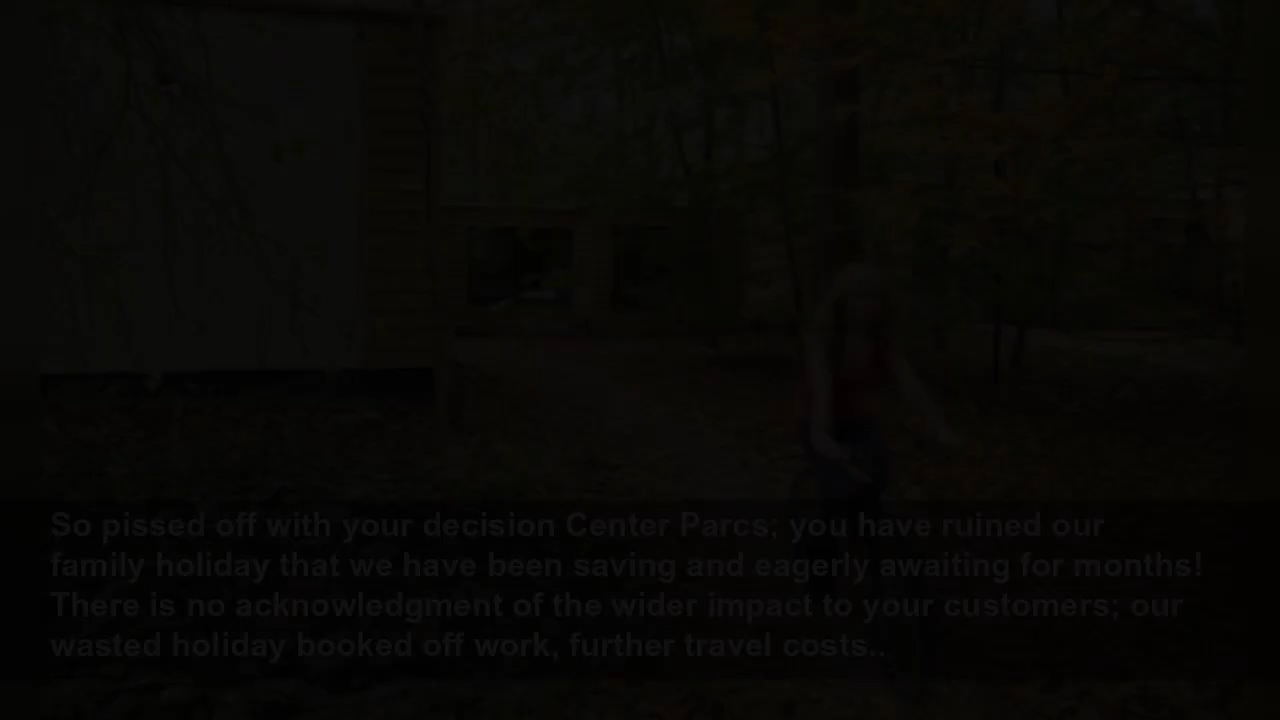 So pissed off with your decision Center Parcs; you have ruined our
family holiday that we have been saving and eagerly awaiting for months!
There is no acknowledgment of the wider impact to your customers; our
wasted holiday booked off work, further travel costs..